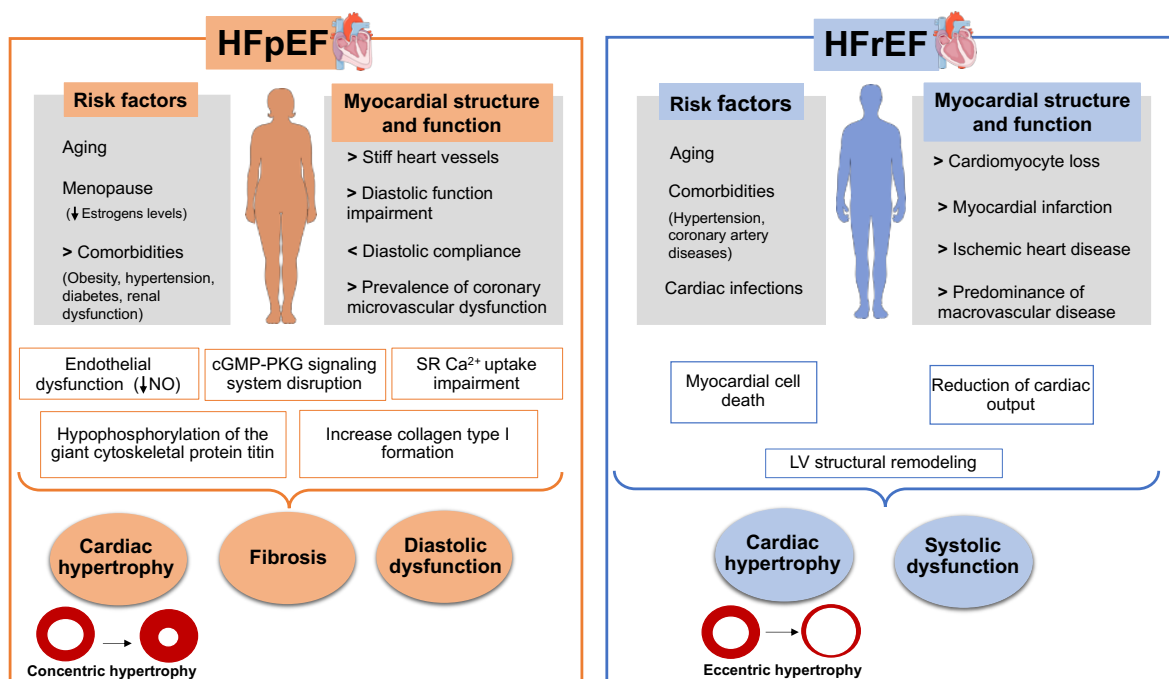 HFpEF
Risk factors
Aging
Menopause
(↓Estrogens levels)
> Comorbidities
(Obesity, hypertension,
diabetes, renal
dysfunction)
Myocardial structure
and function
> Stiff heart vessels
> Diastolic function
impairment
< Diastolic compliance
> Prevalence of coronary
microvascular dysfunction
Endothelial
dysfunction (↓NO)
cGMP-PKG signaling
system disruption
SR Ca²⁺ uptake
impairment
Hypophosphorylation of the
giant cytoskeletal protein titin
Increase collagen type I
formation
Cardiac
hypertrophy
Fibrosis
Diastolic
dysfunction
Concentric hypertrophy
HFrEF
Risk factors
Aging
Comorbidities
(Hypertension,
coronary artery
diseases)
Cardiac infections
Myocardial structure
and function
> Cardiomyocyte loss
> Myocardial infarction
> Ischemic heart disease
> Predominance of
macrovascular disease
Myocardial cell
death
Reduction of cardiac
output
LV structural remodeling
Cardiac
hypertrophy
Systolic
dysfunction
Eccentric hypertrophy